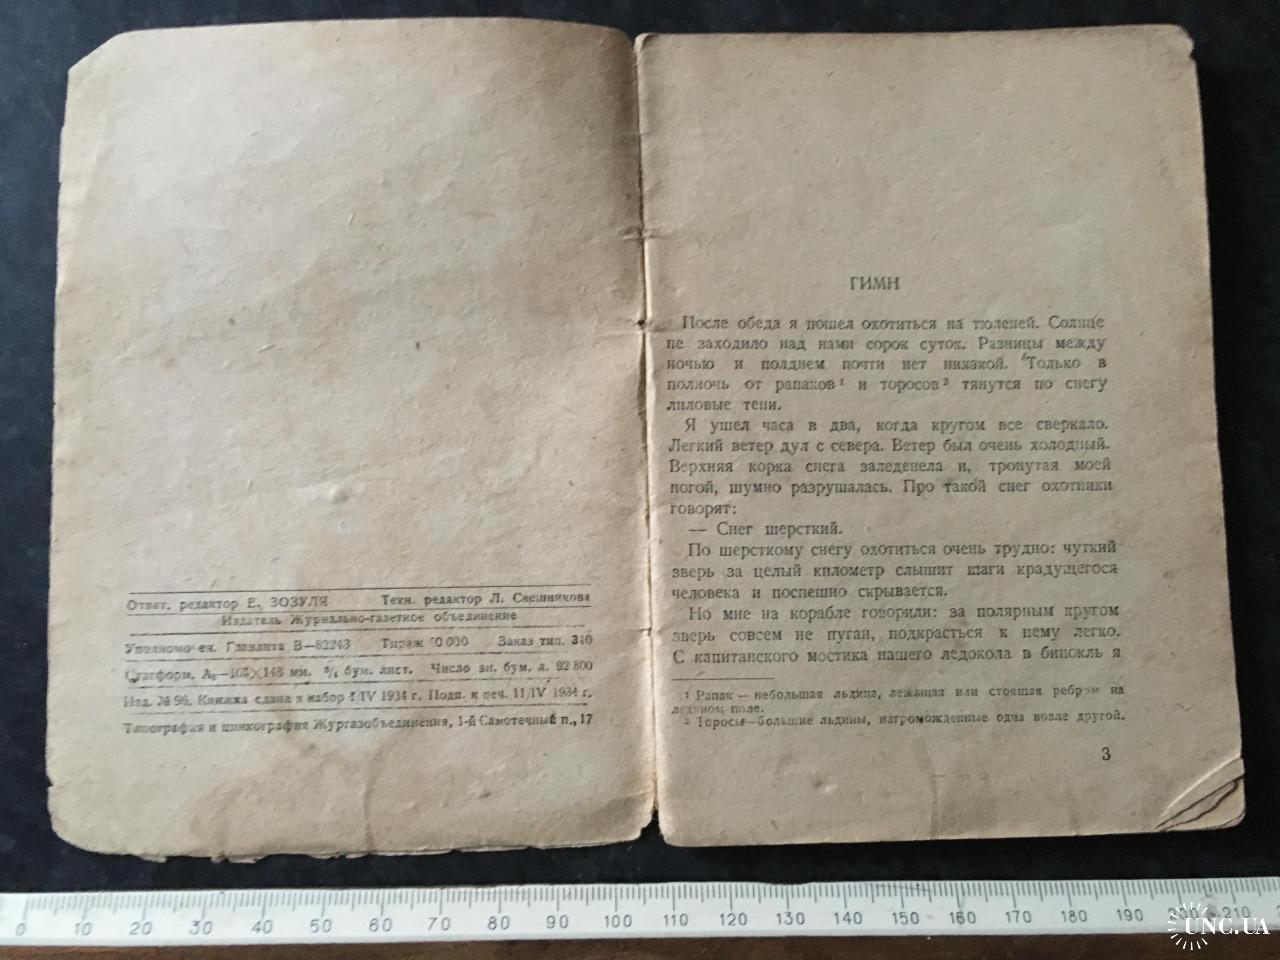 Ответ. редактор Е. ЗОЗУЛЯ Техн. редактор Л. Свешникова
Издатель Журнально-газетное объединение
Уполномо ен. Главлита В—82243 Тираж 50 000 Заказ тип. 340
Статформ. А₆—105×148 мм. бум. лист. Число зн. бум. л. 92 800
Изд. № 96. Книжка сдана в набор 4/IV 1934 г. Подп. к печ. 11/IV 1934 г.
Типография и цинкография Жургазобъединения, 1-й Самотечный п., 17
ГИМН
После обеда я пошел охотиться на тюленей. Солнце
не заходило над нами сорок суток. Разницы между
ночью и полднем почти нет никакой. Только в
полночь от рапаков¹ и торосов² тянутся по снегу
лиловые тени.
Я ушел часа в два, когда кругом все сверкало.
Легкий ветер дул с севера. Ветер был очень холодный.
Верхняя корка снега заледенела и, тронутая моей
ногой, шумно разрушалась. Про такой снег охотники
говорят:
— Снег шерсткий.
По шерсткому снегу охотиться очень трудно: чуткий
зверь за целый километр слышит шаги крадущегося
человека и поспешно скрывается.
Но мне на корабле говорили: за полярным кругом
зверь совсем не пуган, подкрасться к нему легко.
С капитанского мостика нашего ледокола в бинокль я
¹ Рапак — небольшая льдина, лежащая или стоящая ребром на
ледяном поле.
² Торосы—большие льдины, нагроможденные одна возле другой.
3
0 10 20 30 40 50 60 70 80 90 100 110 120 130 140 150 160 170 180 190 200 210
UNC.UA